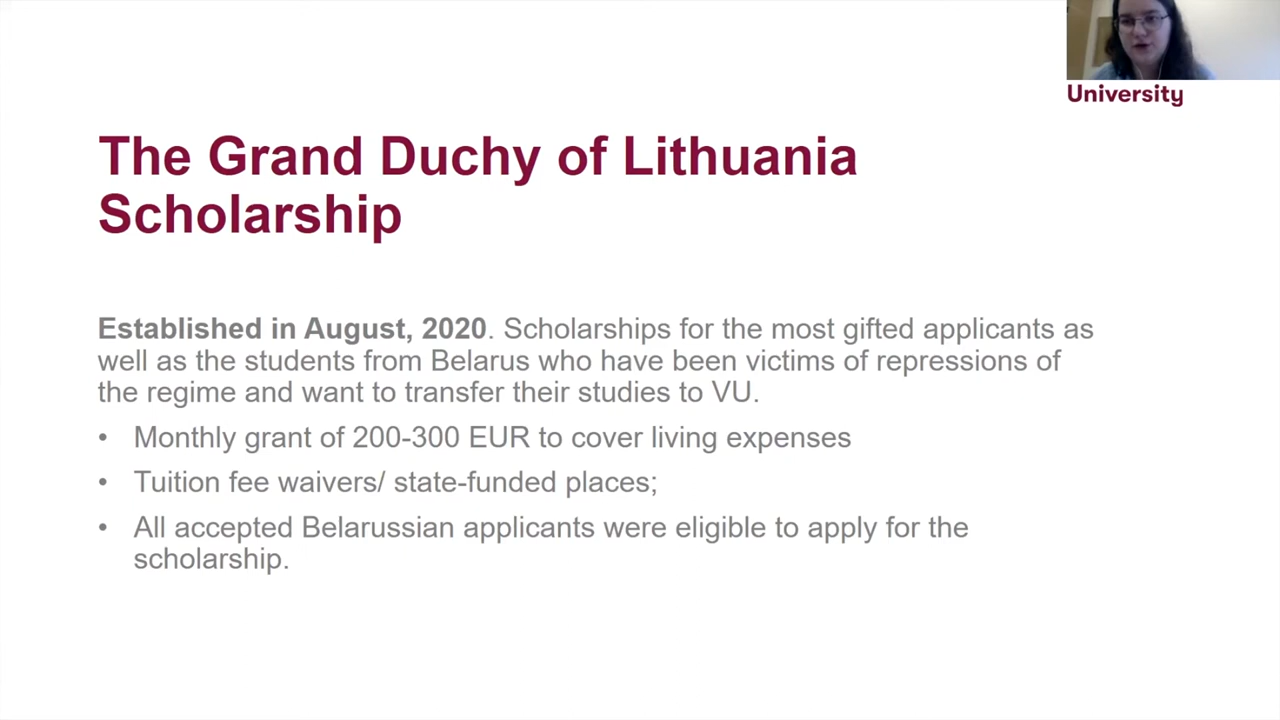 University
The Grand Duchy of Lithuania
Scholarship
Established in August, 2020. Scholarships for the most gifted applicants as
well as the students from Belarus who have been victims of repressions of
the regime and want to transfer their studies to VU.
• Monthly grant of 200-300 EUR to cover living expenses
• Tuition fee waivers/ state-funded places;
• All accepted Belarussian applicants were eligible to apply for the
scholarship.